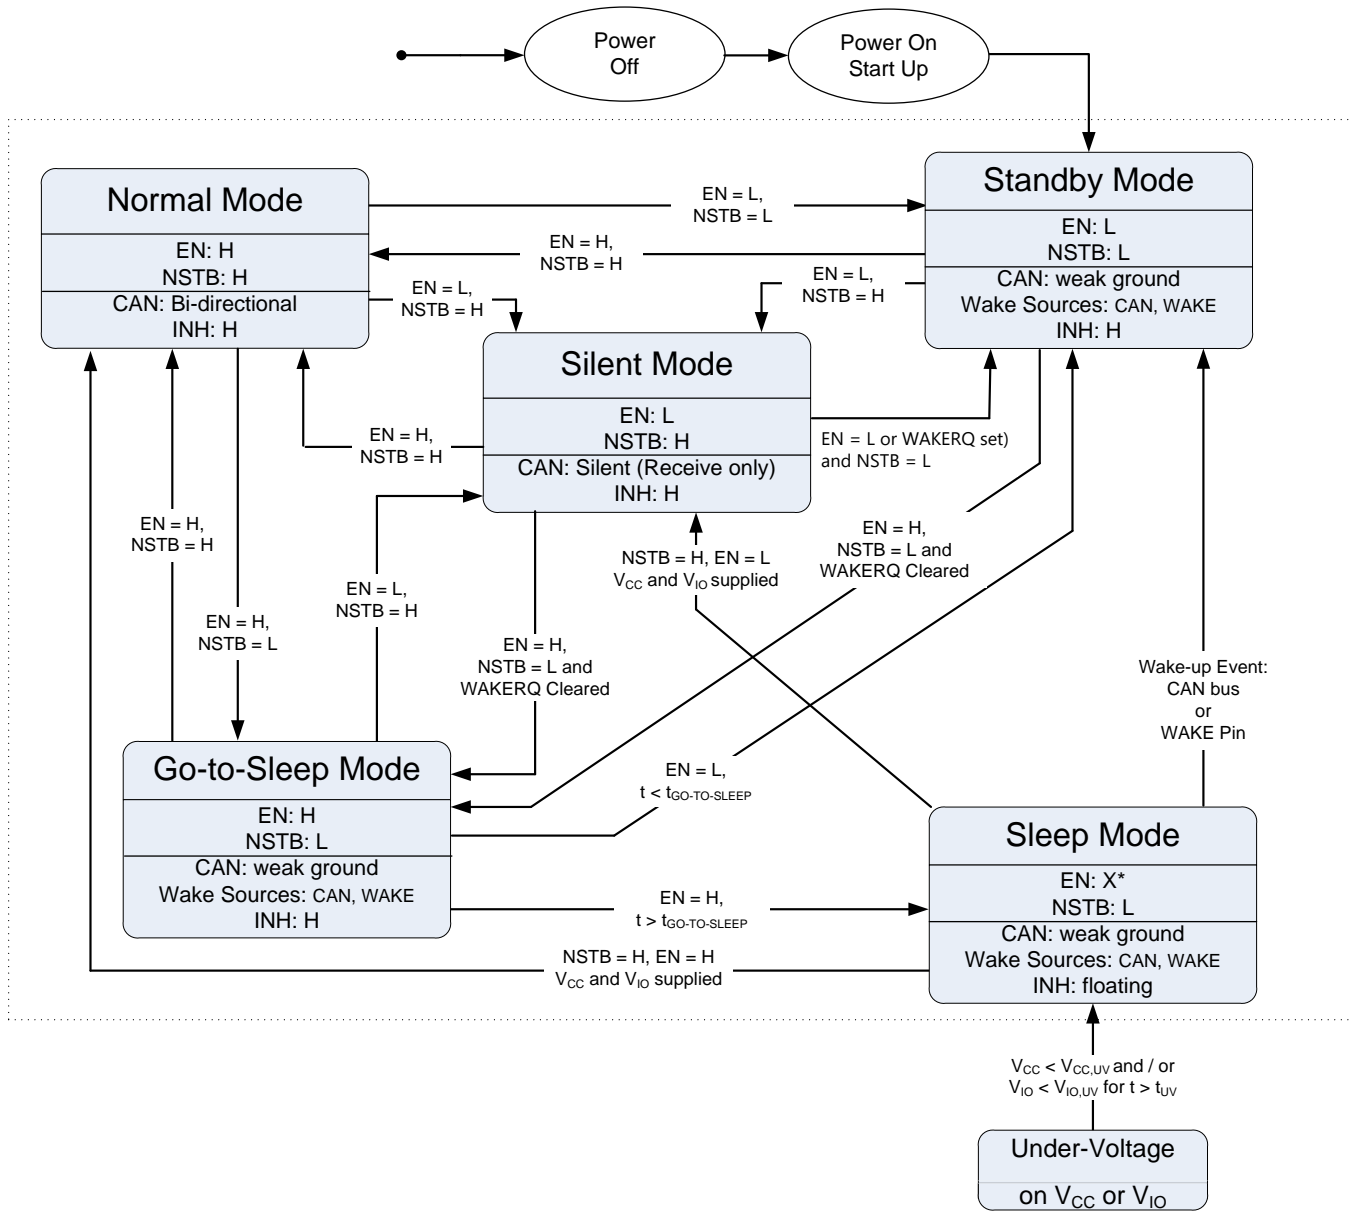 Power
Off
Power On
Start Up
Normal Mode
EN: H
NSTB: H
CAN: Bi-directional
INH: H
EN = L,
NSTB = L
EN = H,
NSTB = H
Standby Mode
EN: L
NSTB: L
CAN: weak ground
Wake Sources: CAN, WAKE
INH: H
EN = L,
NSTB = H
EN = L,
NSTB = H
Silent Mode
EN: L
NSTB: H
CAN: Silent (Receive only)
INH: H
EN = H,
NSTB = H
EN = L or WAKERQ set)
and NSTB = L
EN = H,
NSTB = H
EN = L,
NSTB = H
EN = H,
NSTB = L
NSTB = H, EN = L
VCC and VIO supplied
EN = H,
NSTB = L and
WAKERQ Cleared
EN = H,
NSTB = L and
WAKERQ Cleared
Wake-up Event:
CAN bus
or
WAKE Pin
Go-to-Sleep Mode
EN: H
NSTB: L
CAN: weak ground
Wake Sources: CAN, WAKE
INH: H
EN = L,
t < tGO-TO-SLEEP
EN = H,
t > tGO-TO-SLEEP
Sleep Mode
EN: X*
NSTB: L
CAN: weak ground
Wake Sources: CAN, WAKE
INH: floating
NSTB = H, EN = H
VCC and VIO supplied
VCC < VCC,UV and / or
VIO < VIO,UV for t > tUV
Under-Voltage
on VCC or VIO